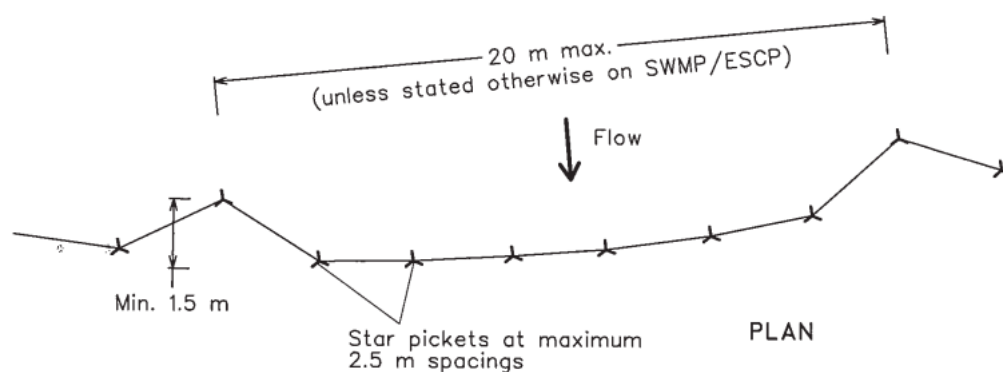 20 m max.
(unless stated otherwise on SWMP/ESCP)
Flow
Min. 1.5 m
Star pickets at maximum
2.5 m spacings
PLAN